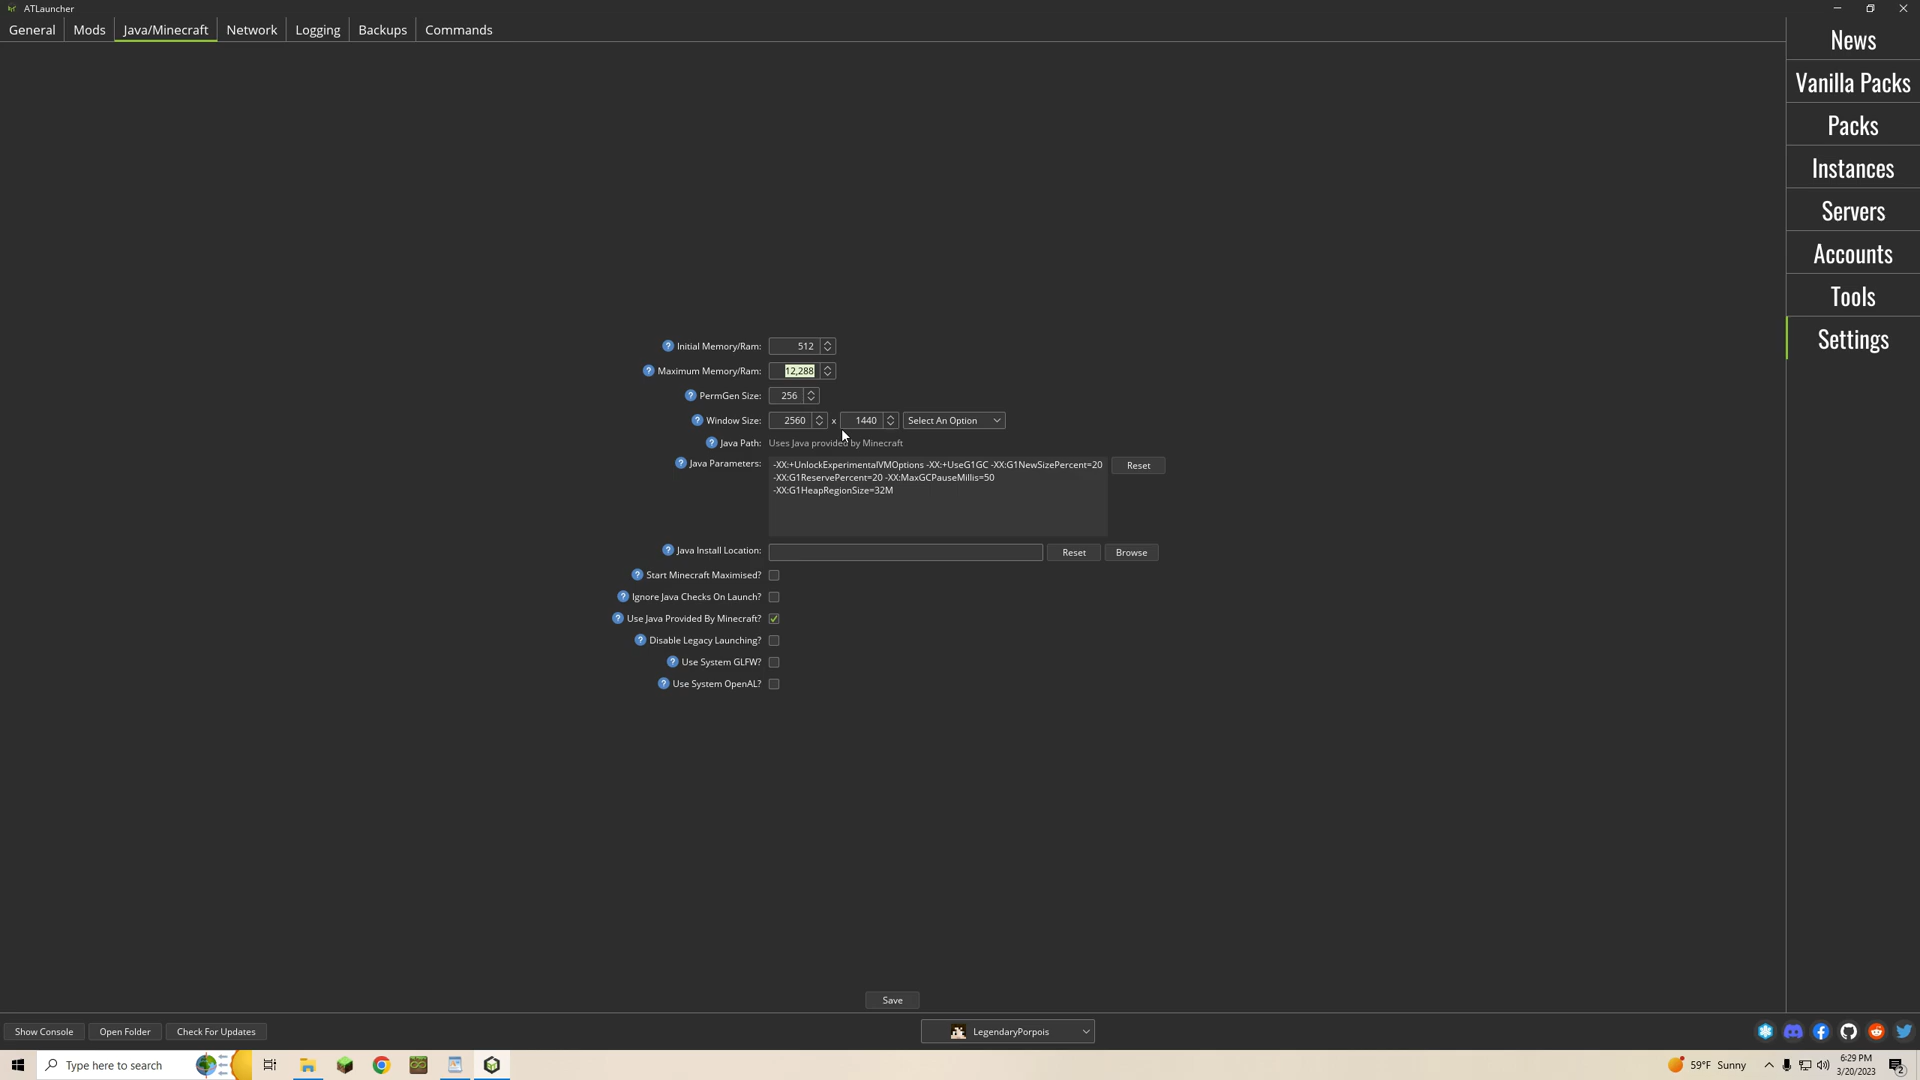 ATLauncher
General Mods Java/Minecraft Network Logging Backups Commands
News
Vanilla Packs
Packs
Instances
Servers
Accounts
Tools
Settings
Initial Memory/Ram: 512
Maximum Memory/Ram: 12,288
PermGen Size: 256
Window Size: 2560 x 1440 Select An Option
Java Path: Uses Java provided by Minecraft
Java Parameters: -XX:+UnlockExperimentalVMOptions -XX:+UseG1GC -XX:G1NewSizePercent=20 Reset
-XX:G1ReservePercent=20 -XX:MaxGCPauseMillis=50
-XX:G1HeapRegionSize=32M
Java Install Location: Reset Browse
Start Minecraft Maximised?
Ignore Java Checks On Launch?
Use Java Provided By Minecraft?
Disable Legacy Launching?
Use System GLFW?
Use System OpenAL?
Save
Show Console Open Folder Check For Updates LegendaryPorpois
Type here to search 59°F Sunny 6:29 PM
3/20/2023 2